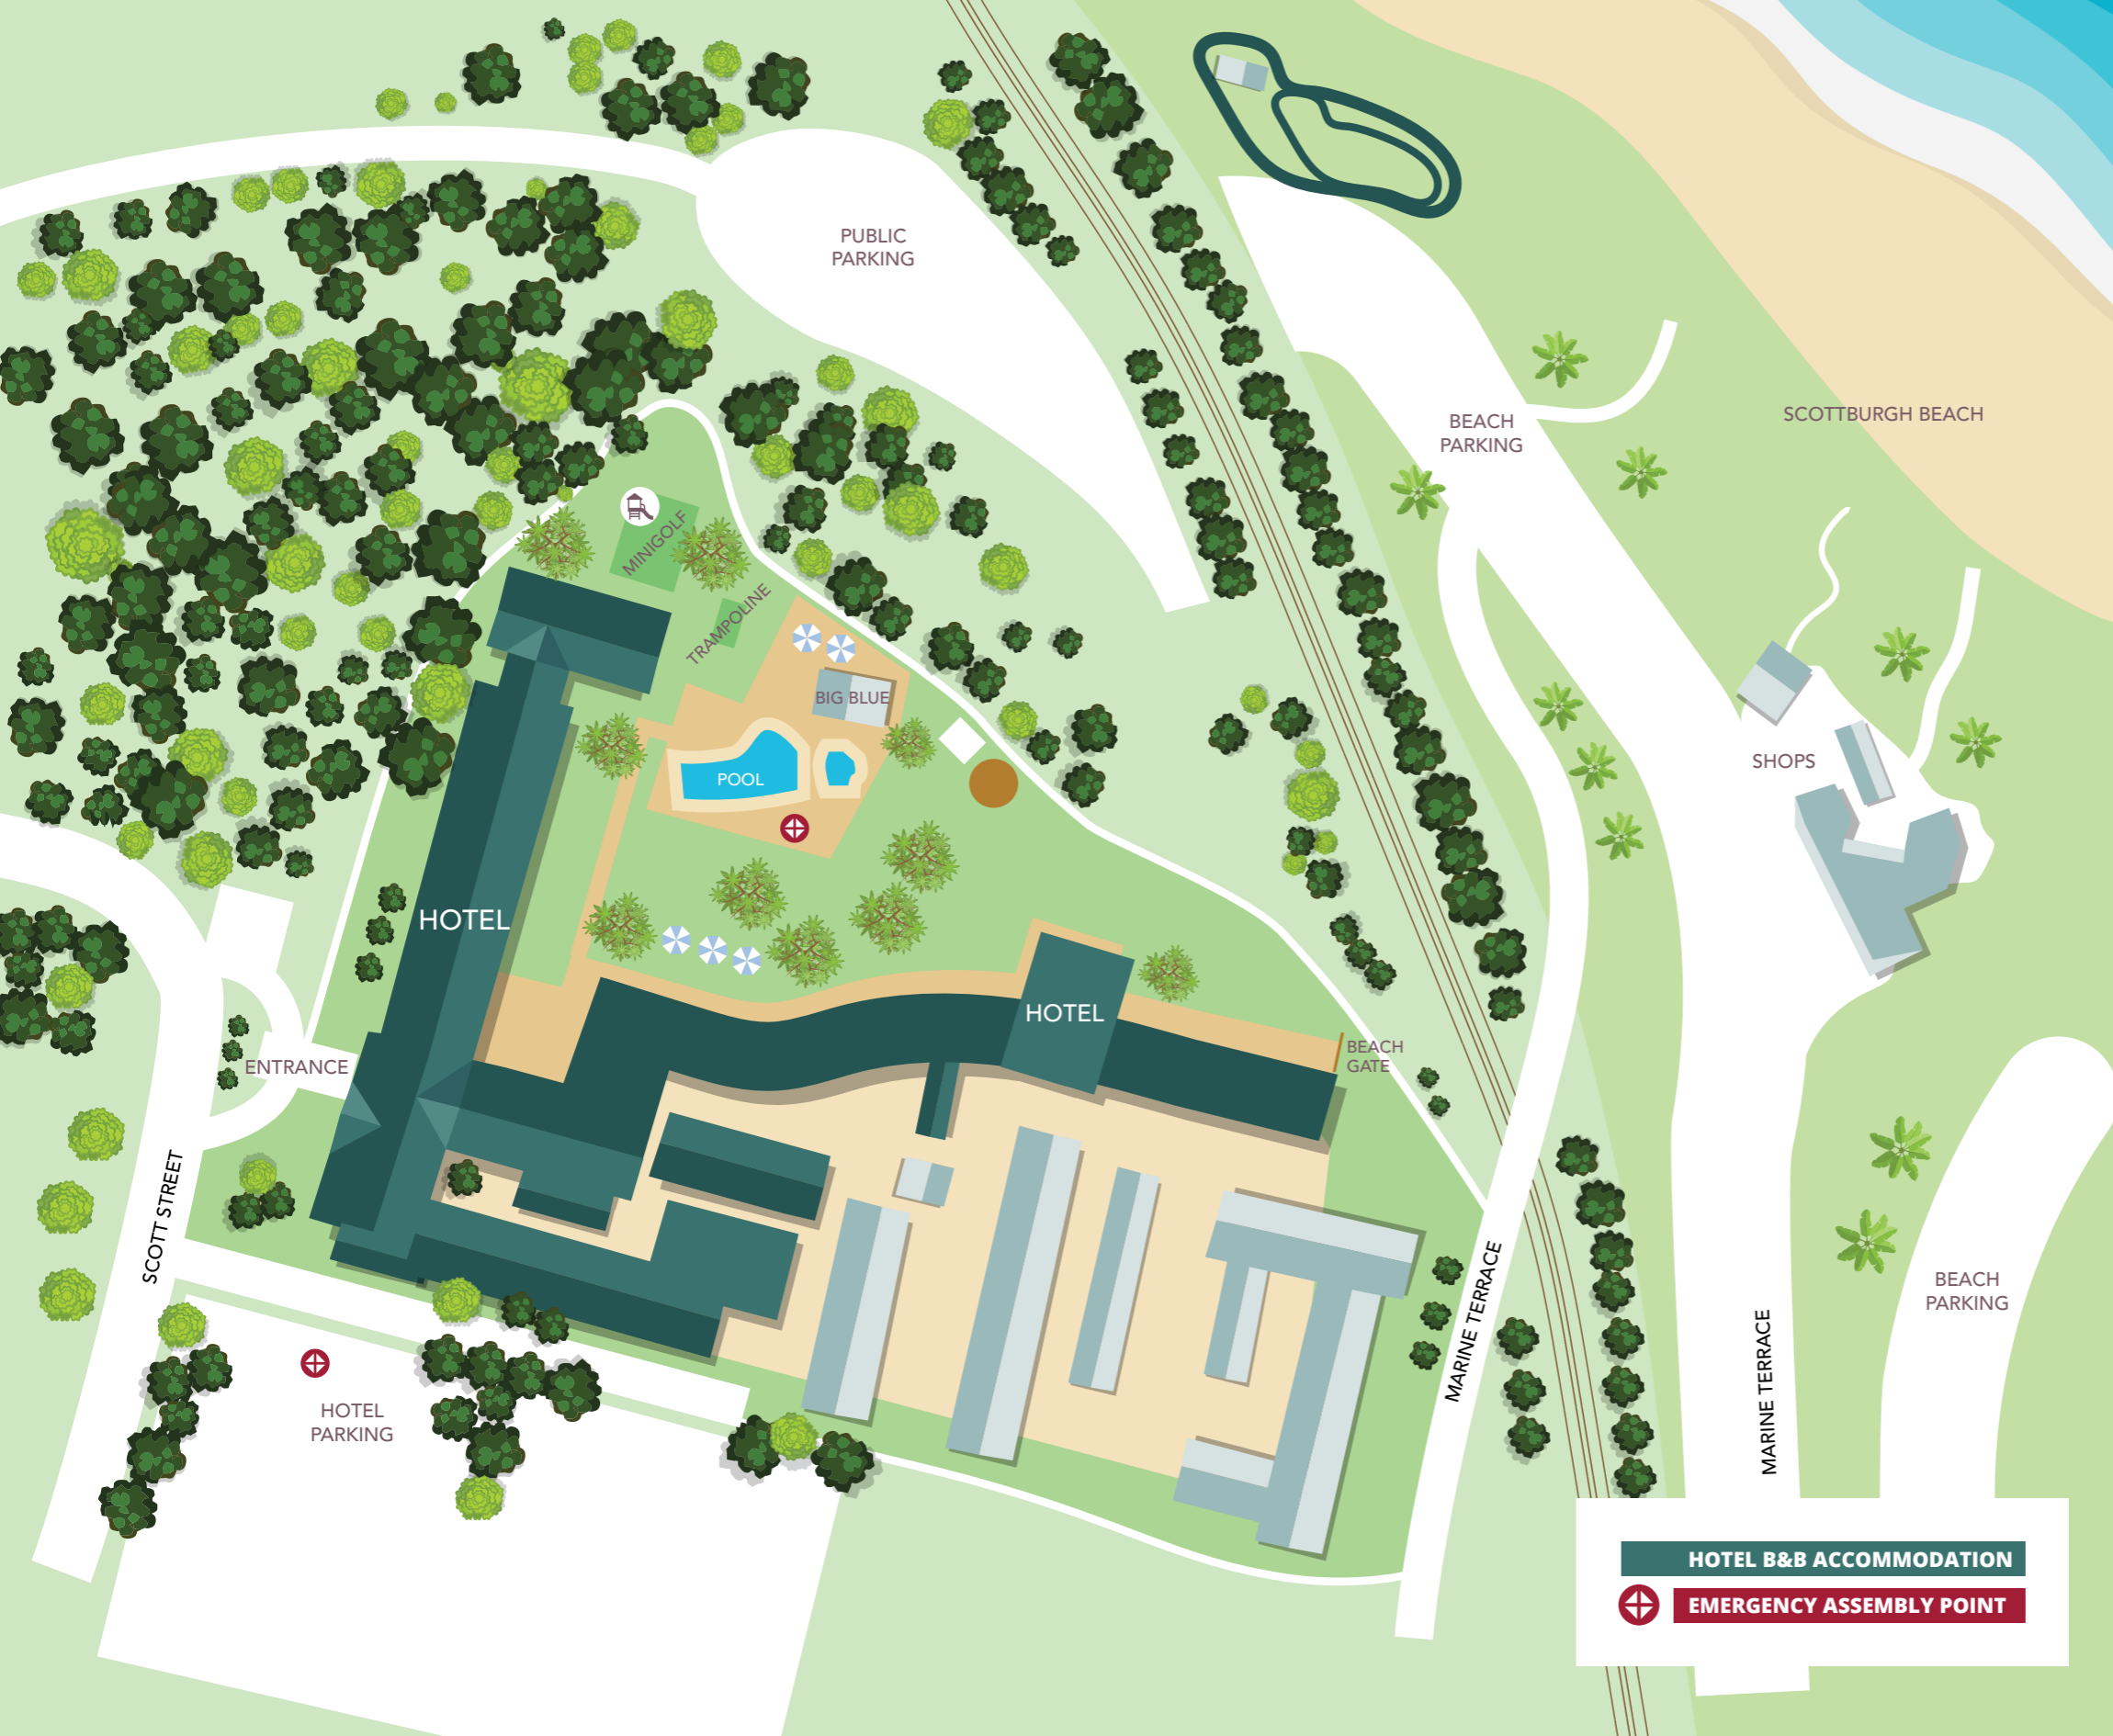 PUBLIC
PARKING
BEACH
PARKING
SCOTTBURGH BEACH
MINIGOLF
TRAMPOLINE
BIG BLUE
POOL
SHOPS
HOTEL
HOTEL
BEACH
GATE
ENTRANCE
SCOTT STREET
MARINE TERRACE
MARINE TERRACE
BEACH
PARKING
HOTEL
PARKING
HOTEL B&B ACCOMMODATION
EMERGENCY ASSEMBLY POINT